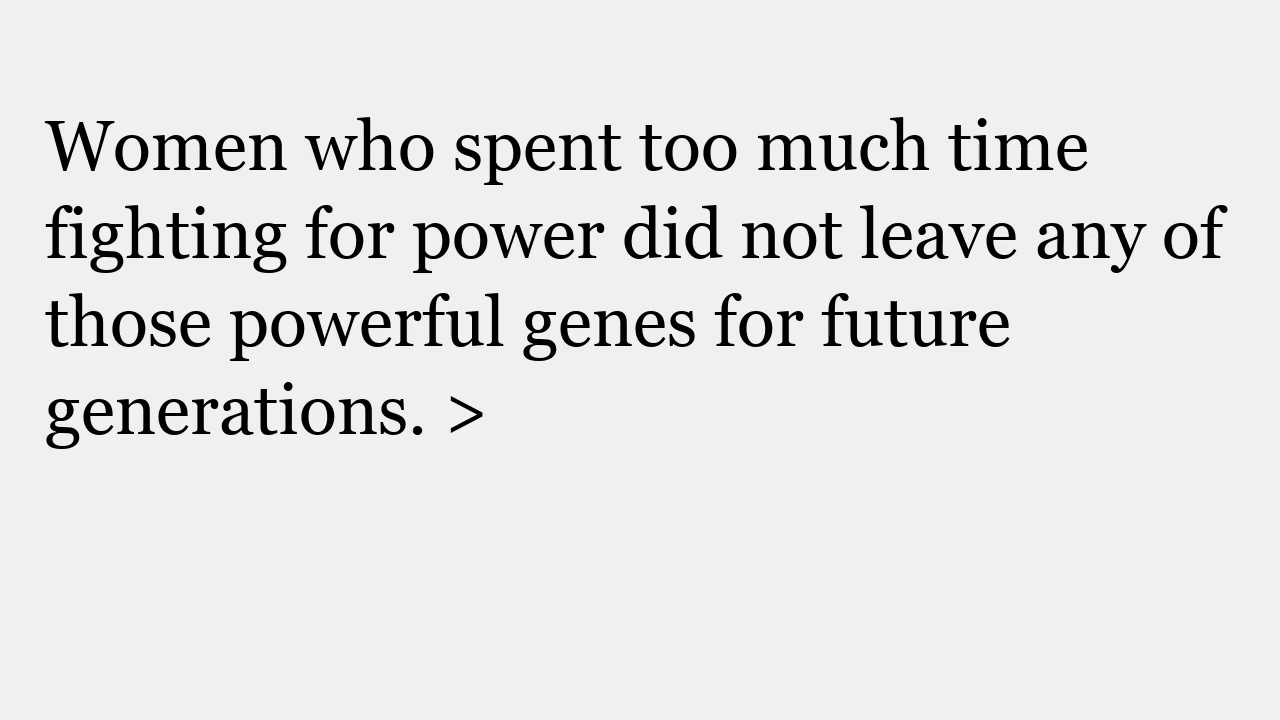 Women who spent too much time
fighting for power did not leave any of
those powerful genes for future
generations. >